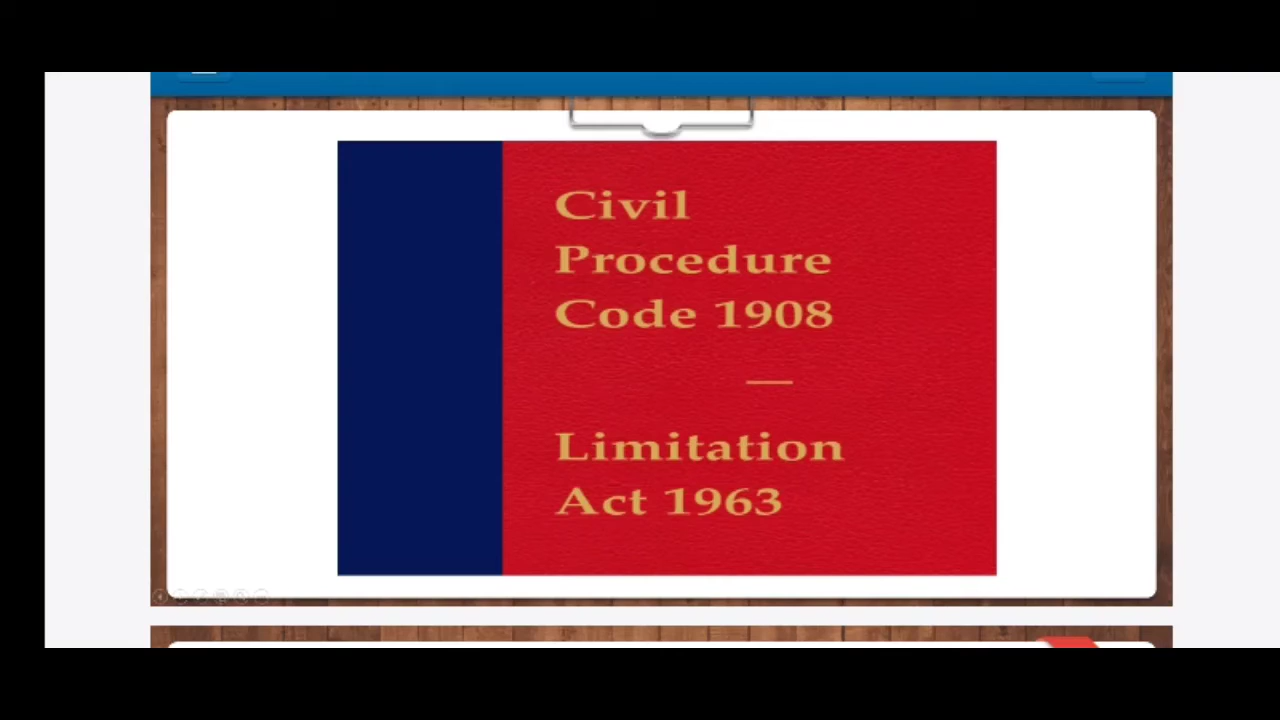 Civil
Procedure
Code 1908
—
Limitation
Act 1963